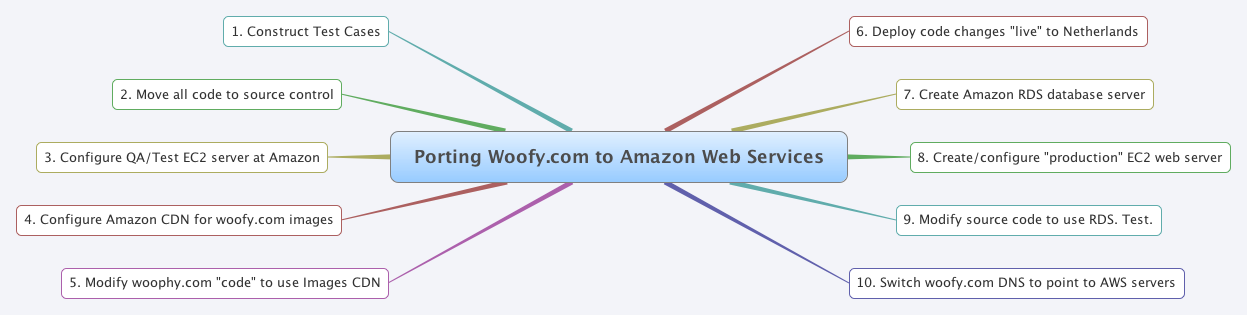 1. Construct Test Cases
2. Move all code to source control
3. Configure QA/Test EC2 server at Amazon
4. Configure Amazon CDN for woofy.com images
5. Modify woophy.com "code" to use Images CDN
Porting Woofy.com to Amazon Web Services
6. Deploy code changes "live" to Netherlands
7. Create Amazon RDS database server
8. Create/configure "production" EC2 web server
9. Modify source code to use RDS. Test.
10. Switch woofy.com DNS to point to AWS servers